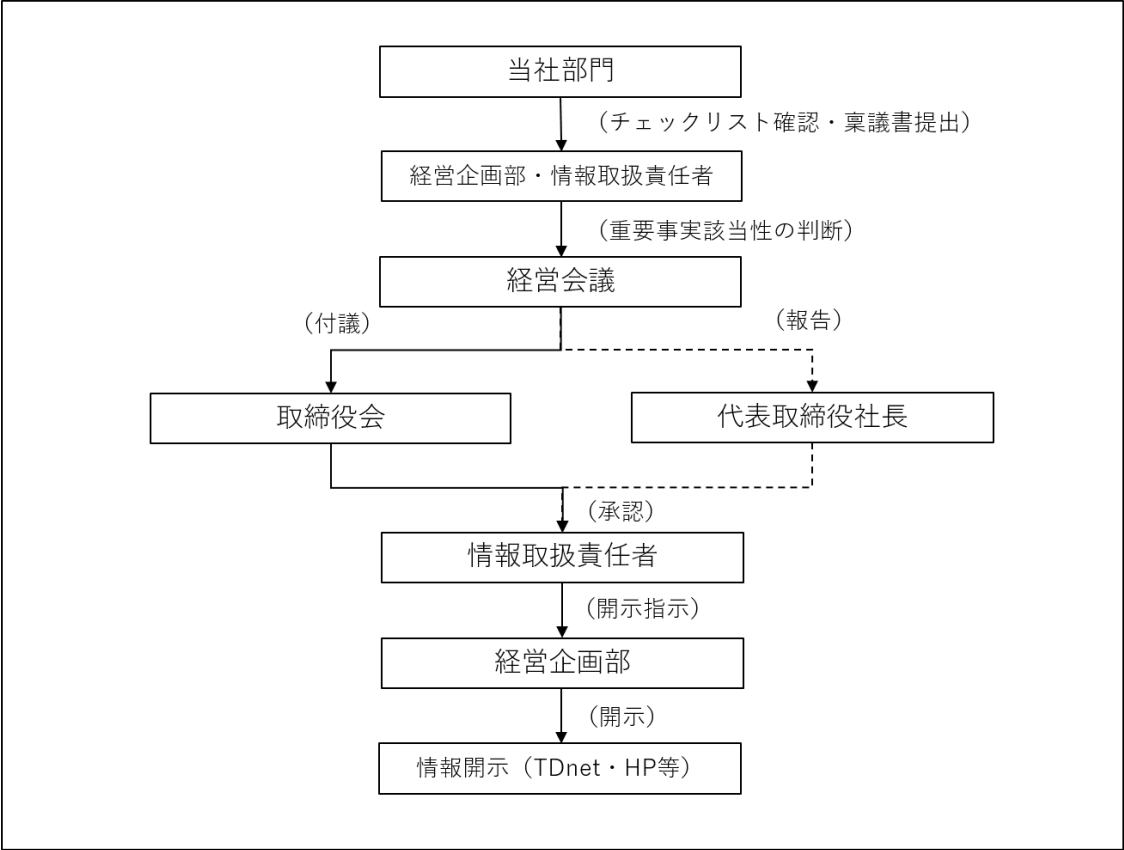 当社部門
（チェックリスト確認・稟議書提出）
経営企画部・情報取扱責任者
（重要事実該当性の判断）
経営会議
（付議）
（報告）
取締役会
代表取締役社長
（承認）
情報取扱責任者
（開示指示）
経営企画部
（開示）
情報開示（TDnet・HP等）